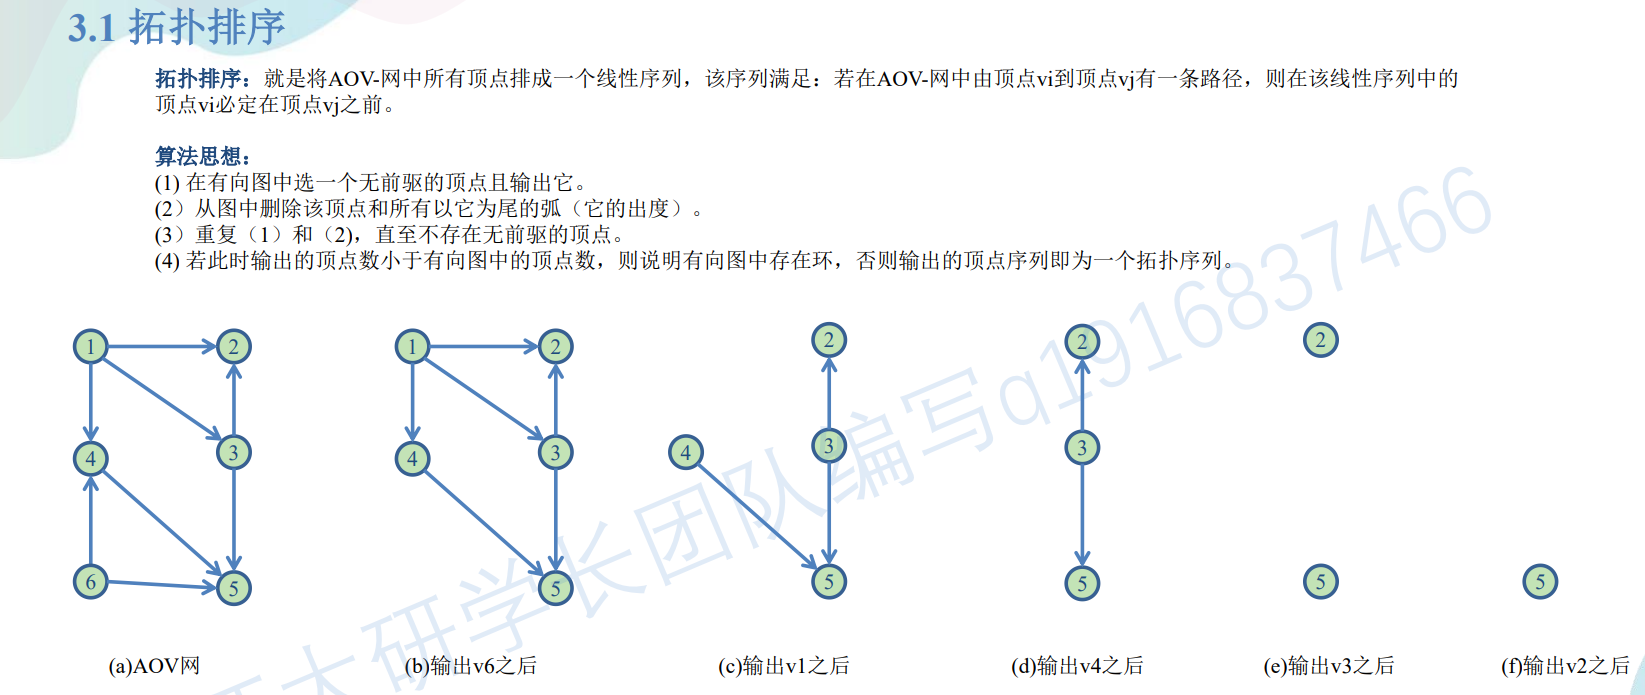 3.1 拓扑排序
拓扑排序：就是将AOV-网中所有顶点排成一个线性序列，该序列满足：若在AOV-网中由顶点vi到顶点vj有一条路径，则在该线性序列中的
顶点vi必定在顶点vj之前。
算法思想：
(1) 在有向图中选一个无前驱的顶点且输出它。
(2）从图中删除该顶点和所有以它为尾的弧（它的出度）。
(3）重复（1）和（2)，直至不存在无前驱的顶点。
(4) 若此时输出的顶点数小于有向图中的顶点数，则说明有向图中存在环，否则输出的顶点序列即为一个拓扑序列。
1 2 1 2 2 2 2
4 3 4 3 4 3 3
6 5 5 5 5 5 5
(a)AOV网 (b)输出v6之后 (c)输出v1之后 (d)输出v4之后 (e)输出v3之后 (f)输出v2之后
大研学长团队编写q1916837466